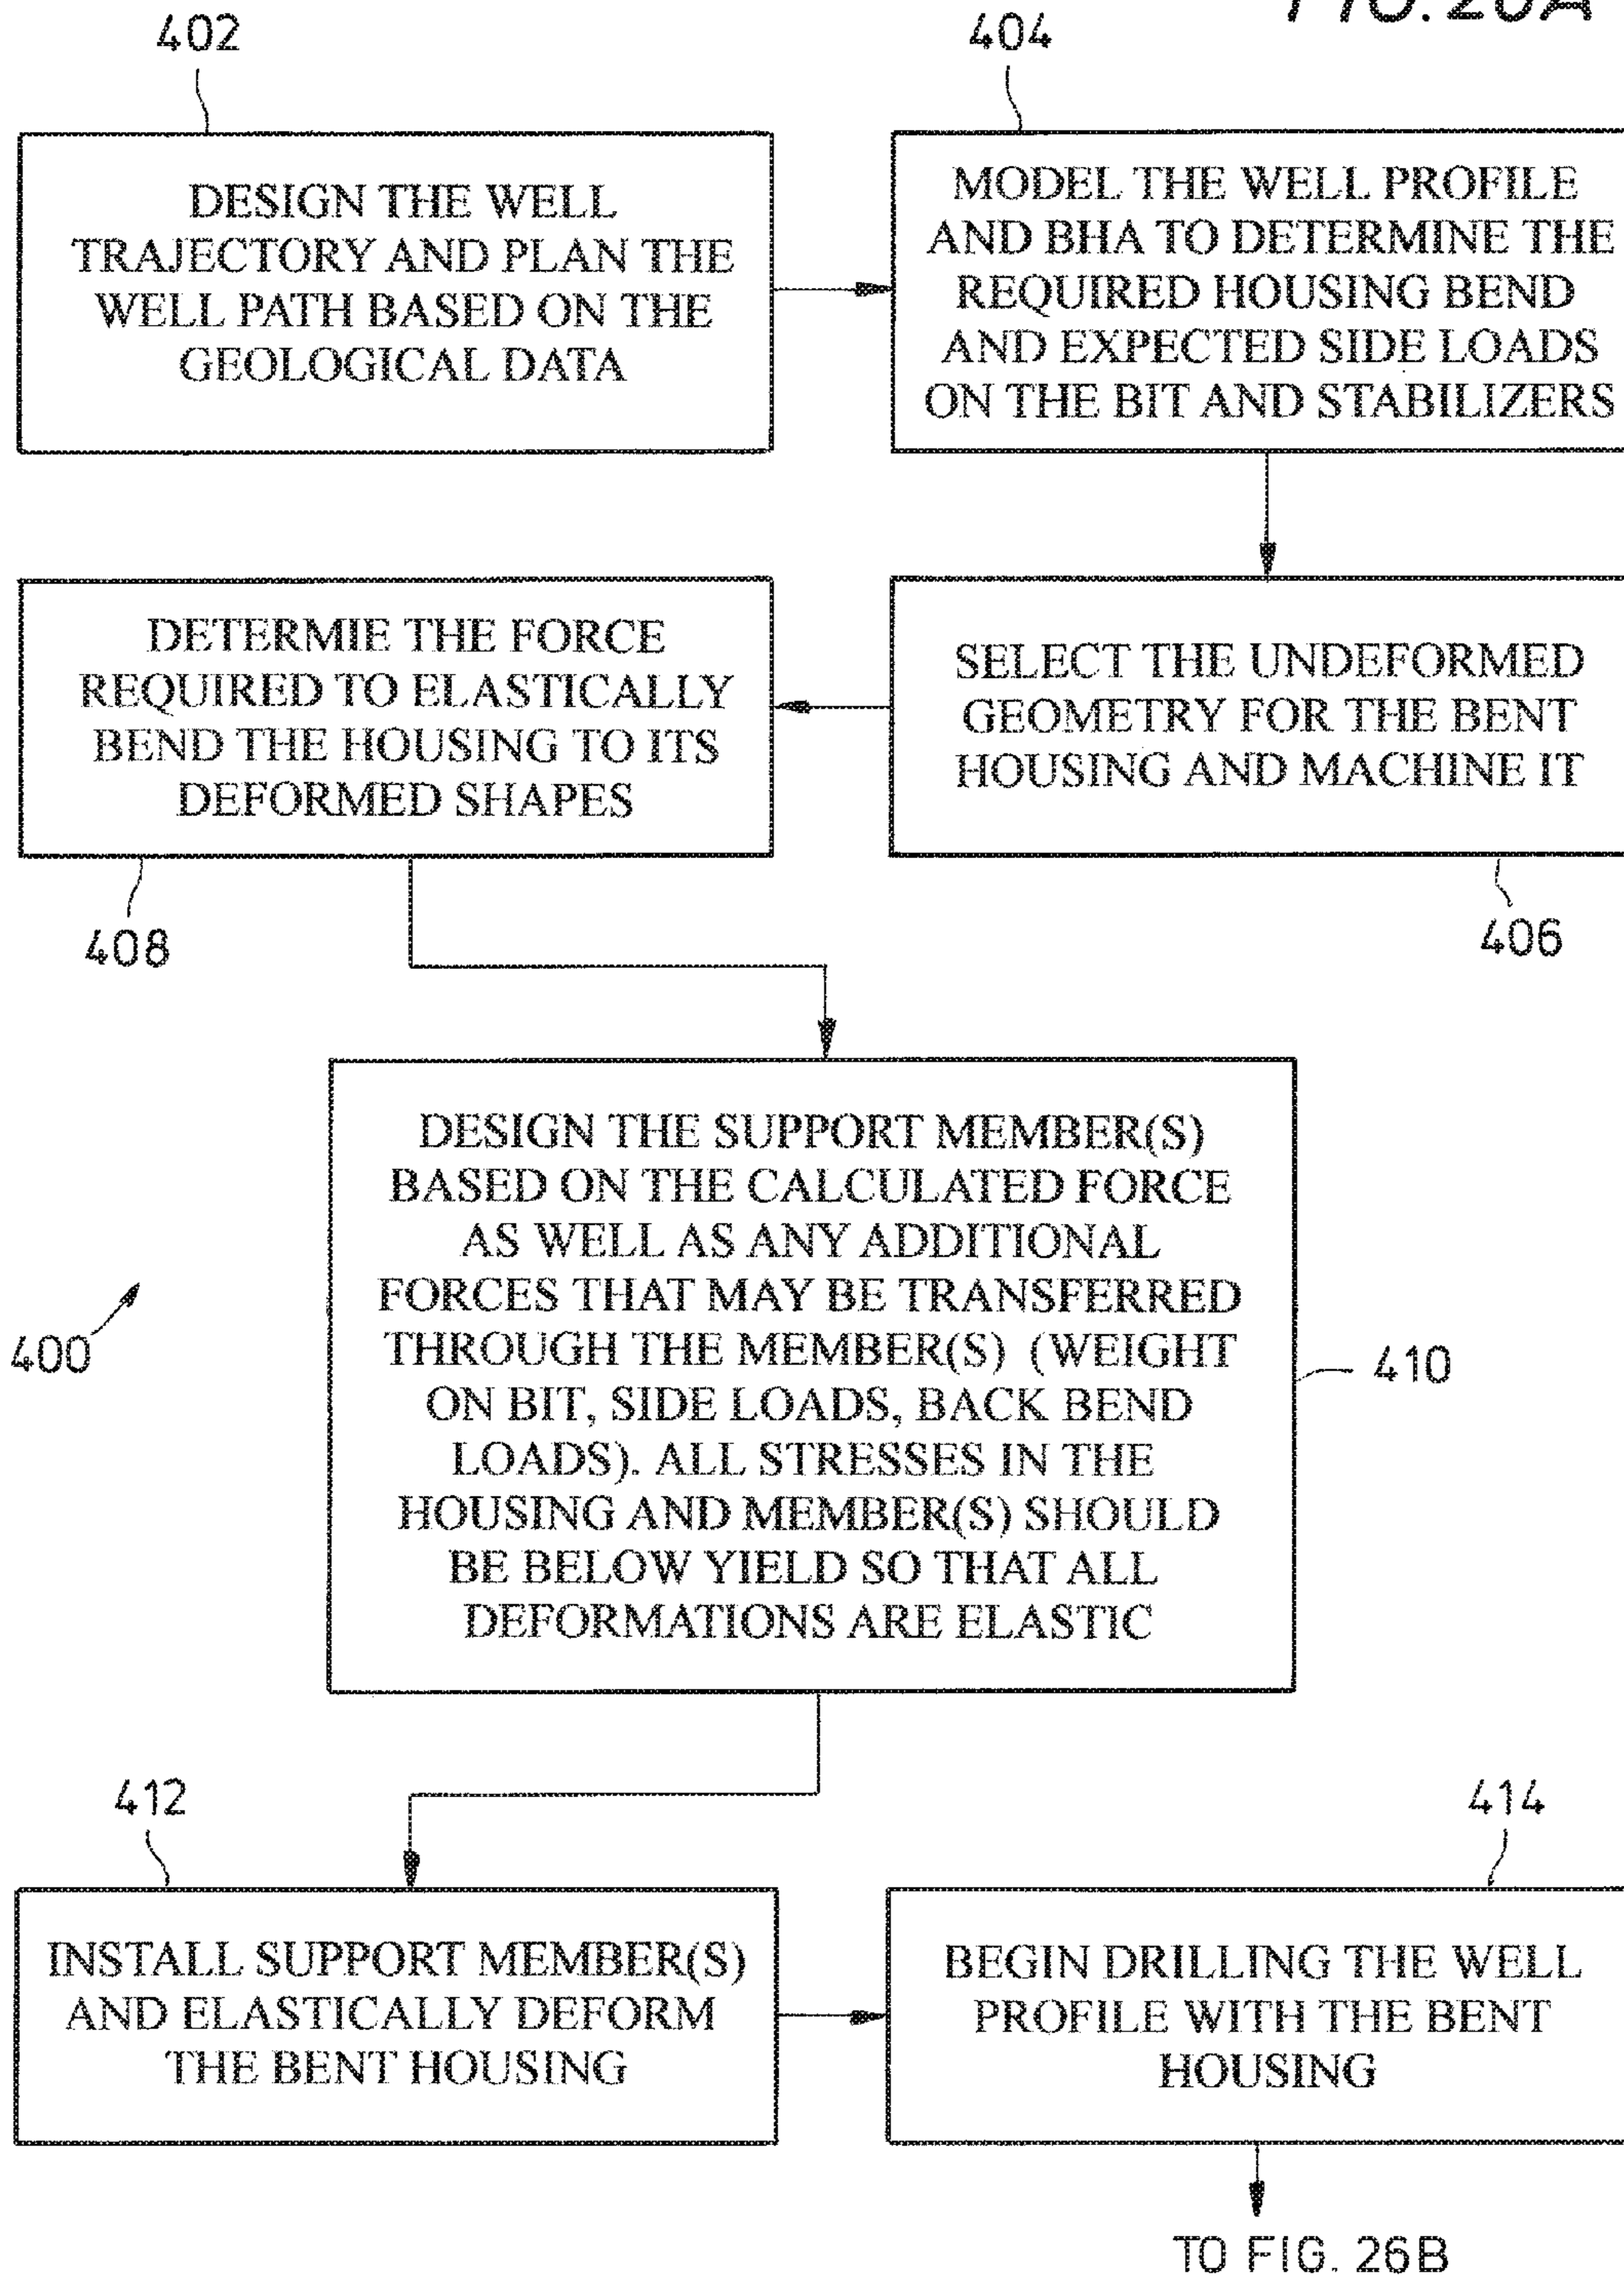 FIG. 26A
402
DESIGN THE WELL
TRAJECTORY AND PLAN THE
WELL PATH BASED ON THE
GEOLOGICAL DATA
404
MODEL THE WELL PROFILE
AND BHA TO DETERMINE THE
REQUIRED HOUSING BEND
AND EXPECTED SIDE LOADS
ON THE BIT AND STABILIZERS
SELECT THE UNDEFORMED
GEOMETRY FOR THE BENT
HOUSING AND MACHINE IT
406
DETERMIE THE FORCE
REQUIRED TO ELASTICALLY
BEND THE HOUSING TO ITS
DEFORMED SHAPES
408
DESIGN THE SUPPORT MEMBER(S)
BASED ON THE CALCULATED FORCE
AS WELL AS ANY ADDITIONAL
FORCES THAT MAY BE TRANSFERRED
THROUGH THE MEMBER(S) (WEIGHT
ON BIT, SIDE LOADS, BACK BEND
LOADS). ALL STRESSES IN THE
HOUSING AND MEMBER(S) SHOULD
BE BELOW YIELD SO THAT ALL
DEFORMATIONS ARE ELASTIC
400
410
412
INSTALL SUPPORT MEMBER(S)
AND ELASTICALLY DEFORM
THE BENT HOUSING
414
BEGIN DRILLING THE WELL
PROFILE WITH THE BENT
HOUSING
TO FIG. 26B